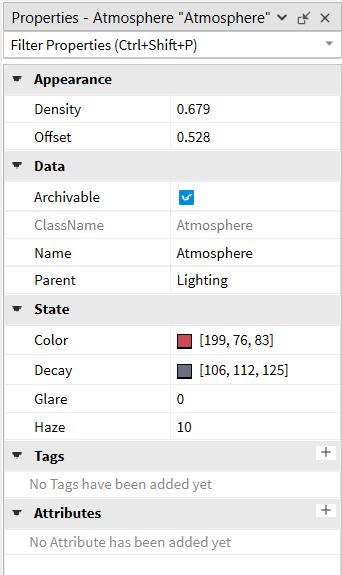 Properties - Atmosphere "Atmosphere"
Filter Properties (Ctrl+Shift+P)
Appearance
Density 0.679
Offset 0.528
Data
Archivable
ClassName Atmosphere
Name Atmosphere
Parent Lighting
State
Color [199, 76, 83]
Decay [106, 112, 125]
Glare 0
Haze 10
Tags +
No Tags have been added yet
Attributes +
No Attribute has been added yet